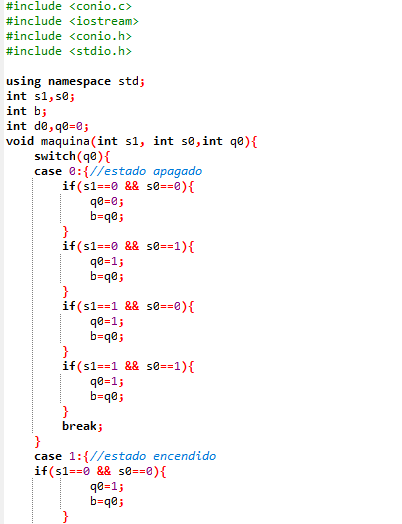 #include <conio.c>
#include <iostream>
#include <conio.h>
#include <stdio.h>
using namespace std;
int s1,s0;
int b;
int d0,q0=0;
void maquina(int s1, int s0,int q0){
switch(q0){
case 0:{//estado apagado
if(s1==0 && s0==0){
q0=0;
b=q0;
}
if(s1==0 && s0==1){
q0=1;
b=q0;
}
if(s1==1 && s0==0){
q0=1;
b=q0;
}
if(s1==1 && s0==1){
q0=1;
b=q0;
}
break;
}
case 1:{//estado encendido
if(s1==0 && s0==0){
q0=1;
b=q0;
}